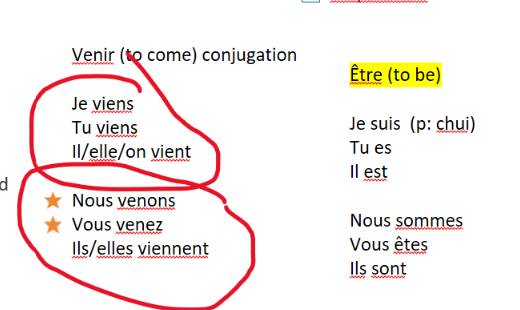 Venir (to come) conjugation
Je viens
Tu viens
Il/elle/on vient
Nous venons
Vous venez
Ils/elles viennent
Être (to be)
Je suis (p: chui)
Tu es
Il est
Nous sommes
Vous êtes
Ils sont